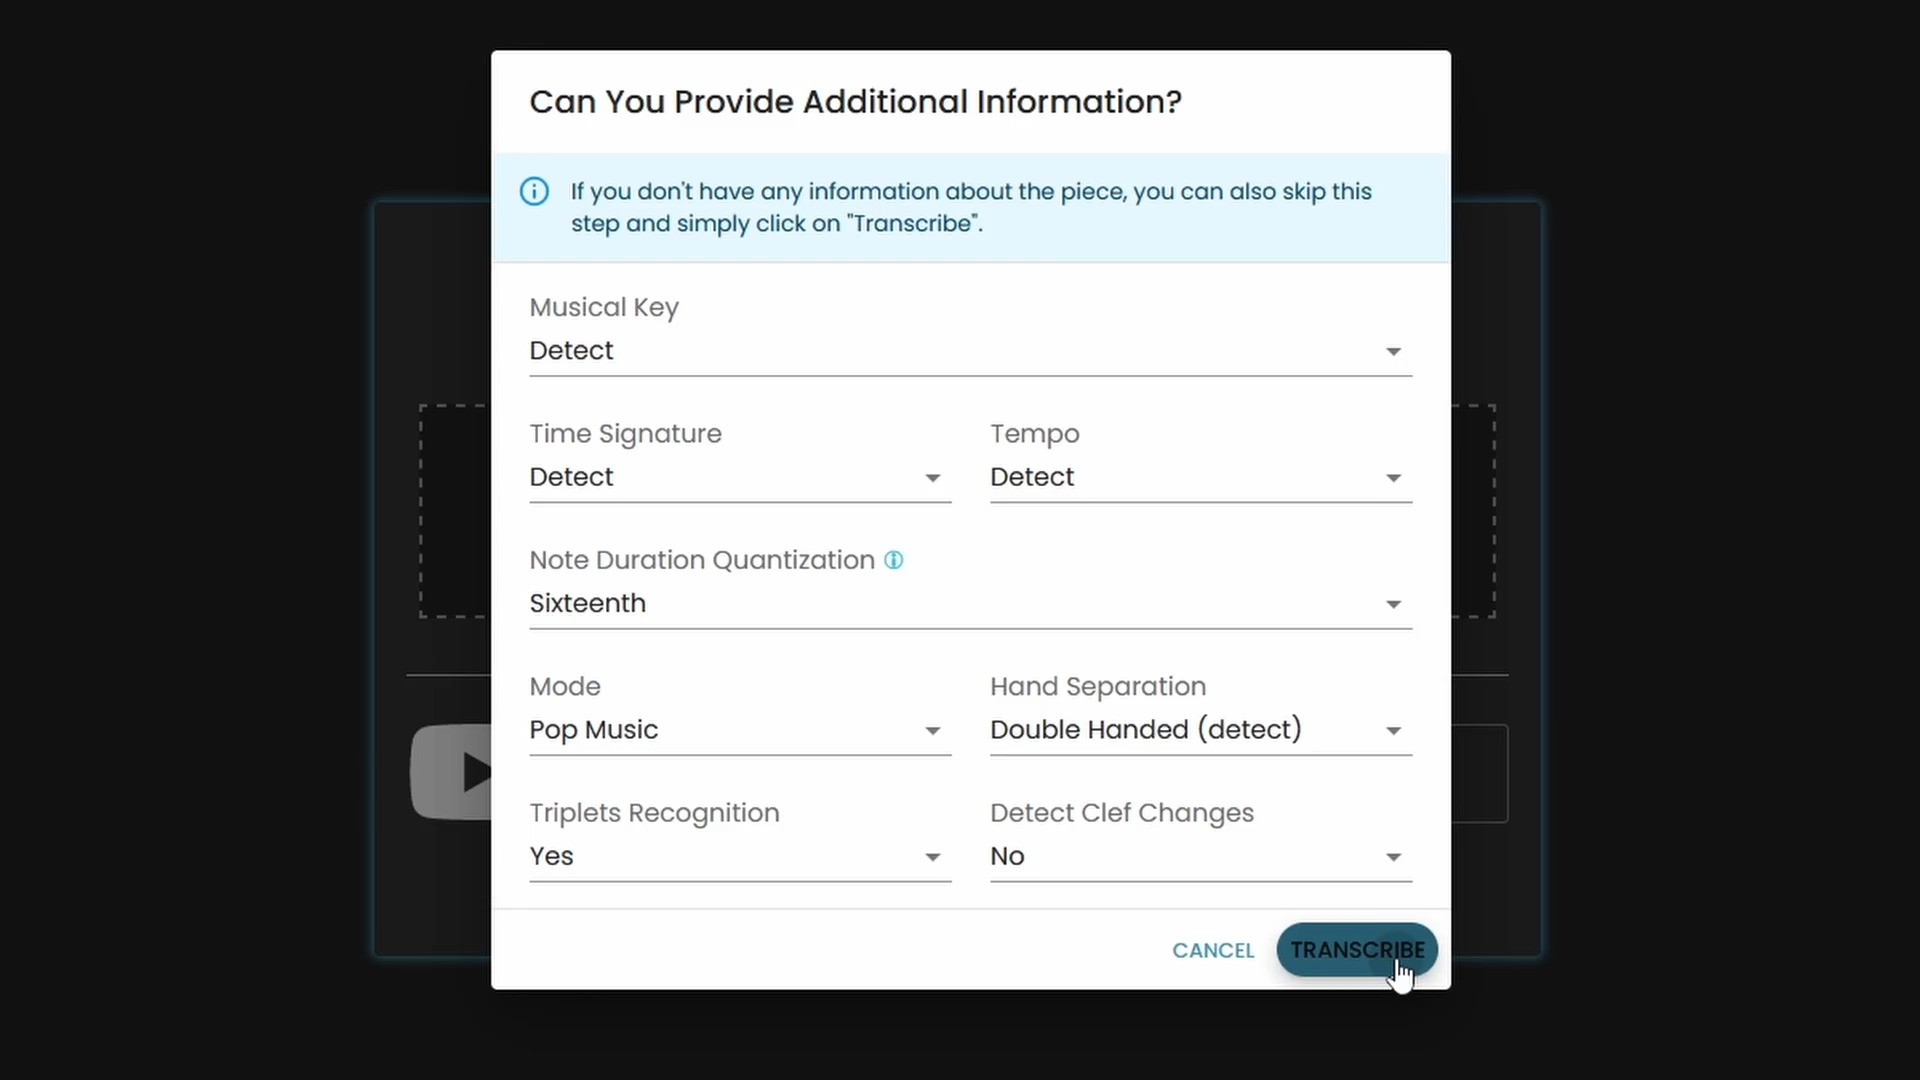 Can You Provide Additional Information?
If you don't have any information about the piece, you can also skip this
step and simply click on "Transcribe".
Musical Key
Detect
Time Signature
Detect
Tempo
Detect
Note Duration Quantization
Sixteenth
Mode
Pop Music
Hand Separation
Double Handed (detect)
Triplets Recognition
Yes
Detect Clef Changes
No
CANCEL
TRANSCRIBE